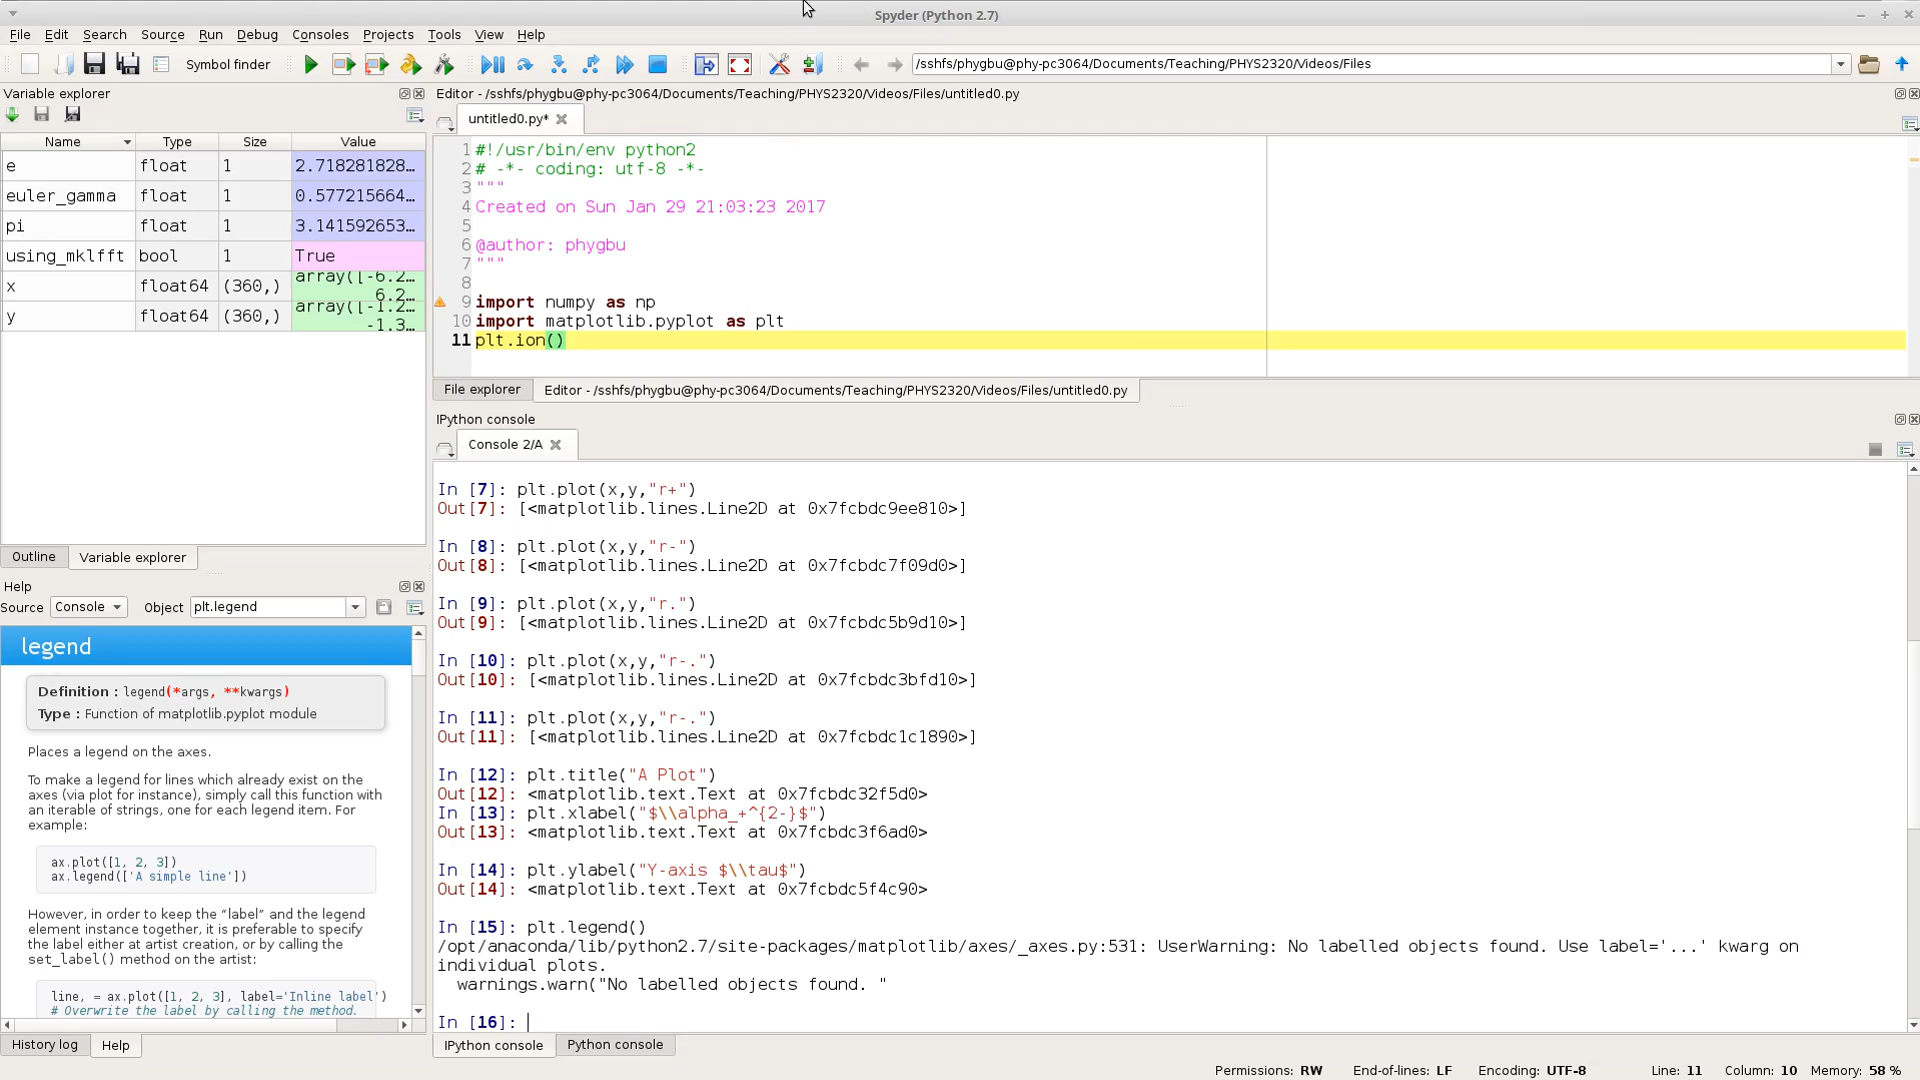 Spyder (Python 2.7)
File Edit Search Source Run Debug Consoles Projects Tools View Help
Symbol finder
/sshfs/phygbu@phy-pc3064/Documents/Teaching/PHYS2320/Videos/Files
Variable explorer
Name Type Size Value
e float 1 2.718281828...
euler_gamma float 1 0.577215664...
pi float 1 3.141592653...
using_mklfft bool 1 True
x float64 (360,) array([-6.2...
6.2...
y float64 (360,) array([-1.2...
-1.3...
Outline Variable explorer
Help
Source Console Object plt.legend
legend
Definition : legend(*args, **kwargs)
Type : Function of matplotlib.pyplot module
Places a legend on the axes.
To make a legend for lines which already exist on the
axes (via plot for instance), simply call this function with
an iterable of strings, one for each legend item. For
example:
ax.plot([1, 2, 3])
ax.legend(['A simple line'])
However, in order to keep the “label” and the legend
element instance together, it is preferable to specify
the label either at artist creation, or by calling the
set_label() method on the artist:
line, = ax.plot([1, 2, 3], label='Inline label')
# Overwrite the label by calling the method.
History log Help
Editor - /sshfs/phygbu@phy-pc3064/Documents/Teaching/PHYS2320/Videos/Files/untitled0.py
untitled0.py*
1 #!/usr/bin/env python2
2 # -*- coding: utf-8 -*-
3 """
4 Created on Sun Jan 29 21:03:23 2017
5
6 @author: phygbu
7 """
8
9 import numpy as np
10 import matplotlib.pyplot as plt
11 plt.ion()
File explorer Editor - /sshfs/phygbu@phy-pc3064/Documents/Teaching/PHYS2320/Videos/Files/untitled0.py
IPython console
Console 2/A
In [7]: plt.plot(x,y,"r+")
Out[7]: [<matplotlib.lines.Line2D at 0x7fcbdc9ee810>]
In [8]: plt.plot(x,y,"r-")
Out[8]: [<matplotlib.lines.Line2D at 0x7fcbdc7f09d0>]
In [9]: plt.plot(x,y,"r.")
Out[9]: [<matplotlib.lines.Line2D at 0x7fcbdc5b9d10>]
In [10]: plt.plot(x,y,"r-.")
Out[10]: [<matplotlib.lines.Line2D at 0x7fcbdc3bfd10>]
In [11]: plt.plot(x,y,"r-.")
Out[11]: [<matplotlib.lines.Line2D at 0x7fcbdc1c1890>]
In [12]: plt.title("A Plot")
Out[12]: <matplotlib.text.Text at 0x7fcbdc32f5d0>
In [13]: plt.xlabel("$\\alpha_+^{2-}$")
Out[13]: <matplotlib.text.Text at 0x7fcbdc3f6ad0>
In [14]: plt.ylabel("Y-axis $\\tau$")
Out[14]: <matplotlib.text.Text at 0x7fcbdc5f4c90>
In [15]: plt.legend()
/opt/anaconda/lib/python2.7/site-packages/matplotlib/axes/_axes.py:531: UserWarning: No labelled objects found. Use label='...' kwarg on
individual plots.
warnings.warn("No labelled objects found. "
In [16]:
IPython console Python console
Permissions: RW End-of-lines: LF Encoding: UTF-8 Line: 11 Column: 10 Memory: 58 %